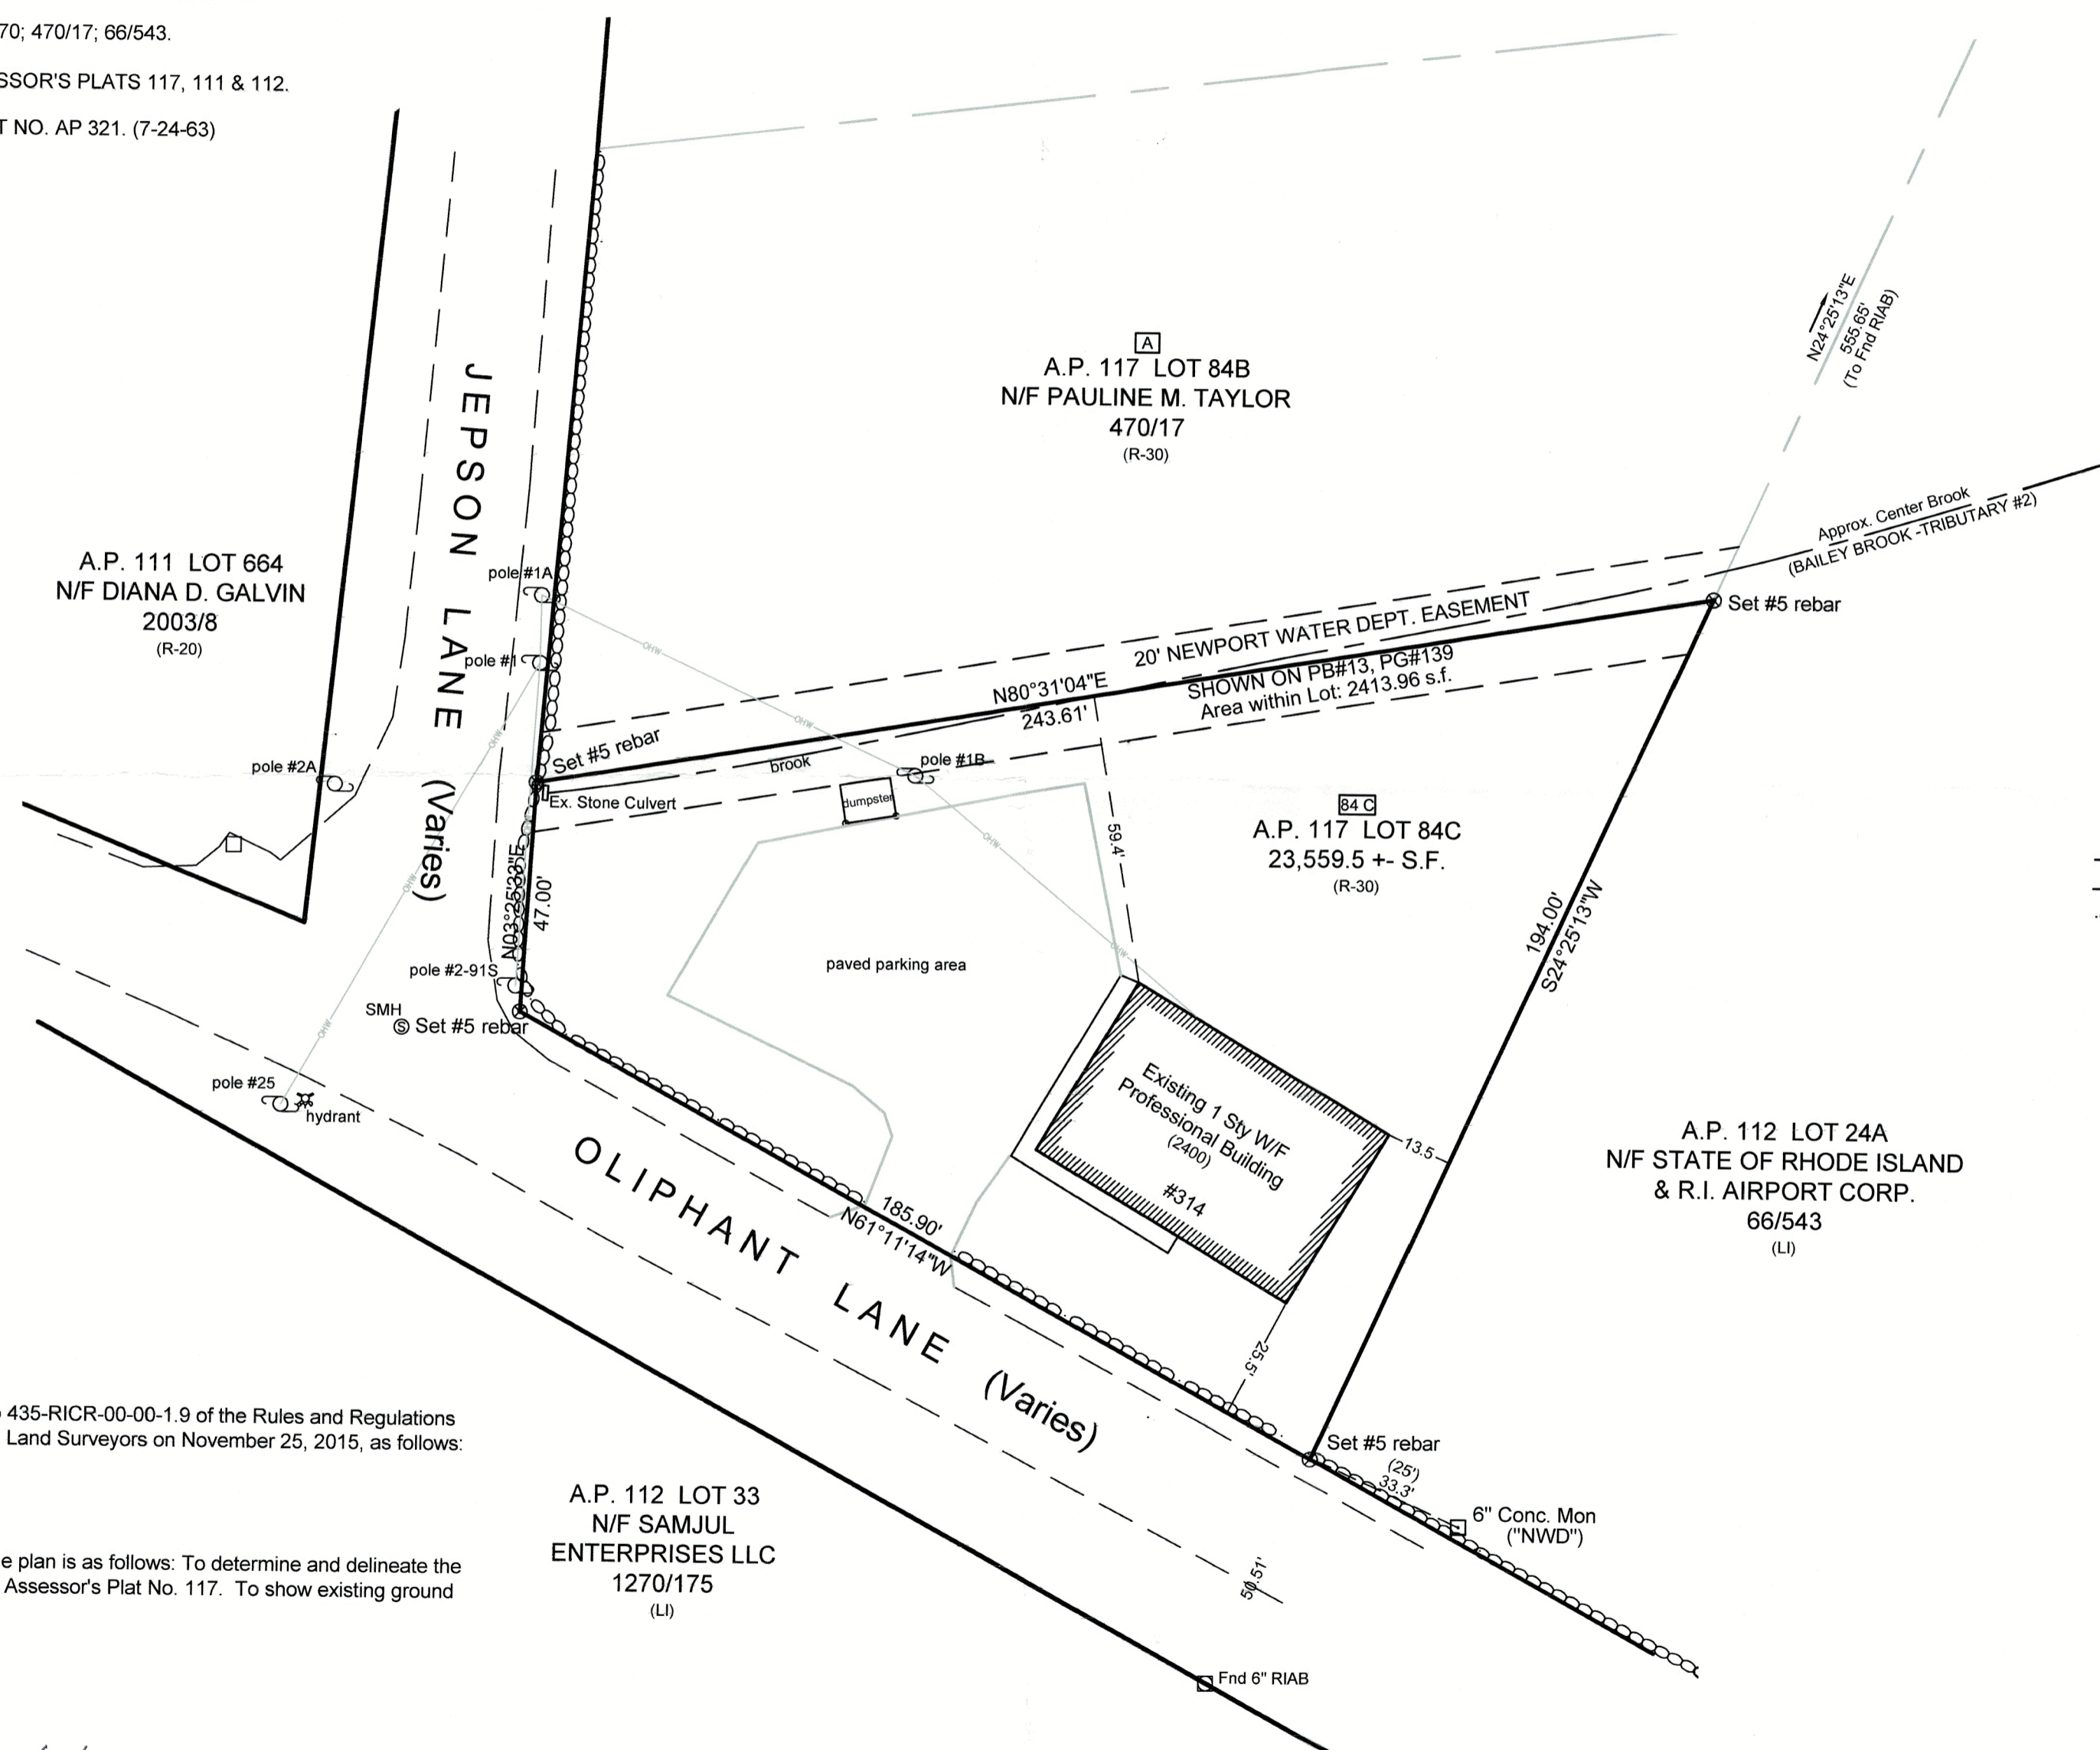 70; 470/17; 66/543.
SSOR'S PLATS 117, 111 & 112.
T NO. AP 321. (7-24-63)
A
A.P. 117 LOT 84B
N/F PAULINE M. TAYLOR
470/17
(R-30)
N24°25'13"E
555.65'
(To Fnd RIAB)
JEPSON LANE (Varies)
A.P. 111 LOT 664
N/F DIANA D. GALVIN
2003/8
(R-20)
pole #1A
pole #1
pole #2A
OHW
OHW
OHW
OHW
OHW
OHW
OHW
Approx. Center Brook
(BAILEY BROOK -TRIBUTARY #2)
Set #5 rebar
20' NEWPORT WATER DEPT. EASEMENT
SHOWN ON PB#13, PG#139
Area within Lot: 2413.96 s.f.
N80°31'04"E
243.61'
Set #5 rebar
brook
pole #1B
dumpster
Ex. Stone Culvert
84 C
A.P. 117 LOT 84C
23,559.5 +- S.F.
(R-30)
59.4'
N03°25'33"E
47.00'
194.00'
S24°25'13"W
paved parking area
pole #2-91S
SMH
S
Set #5 rebar
pole #25
hydrant
Existing 1 Sty W/F
Professional Building
(2400)
#314
13.5
A.P. 112 LOT 24A
N/F STATE OF RHODE ISLAND
& R.I. AIRPORT CORP.
66/543
(LI)
185.90'
N61°11'14"W
OLIPHANT LANE (Varies)
25.5'
435-RICR-00-00-1.9 of the Rules and Regulations
Land Surveyors on November 25, 2015, as follows:
Set #5 rebar
(25')
33.3'
6" Conc. Mon
("NWD")
A.P. 112 LOT 33
N/F SAMJUL
ENTERPRISES LLC
1270/175
(LI)
50.51'
e plan is as follows: To determine and delineate the
Assessor's Plat No. 117. To show existing ground
Fnd 6" RIAB